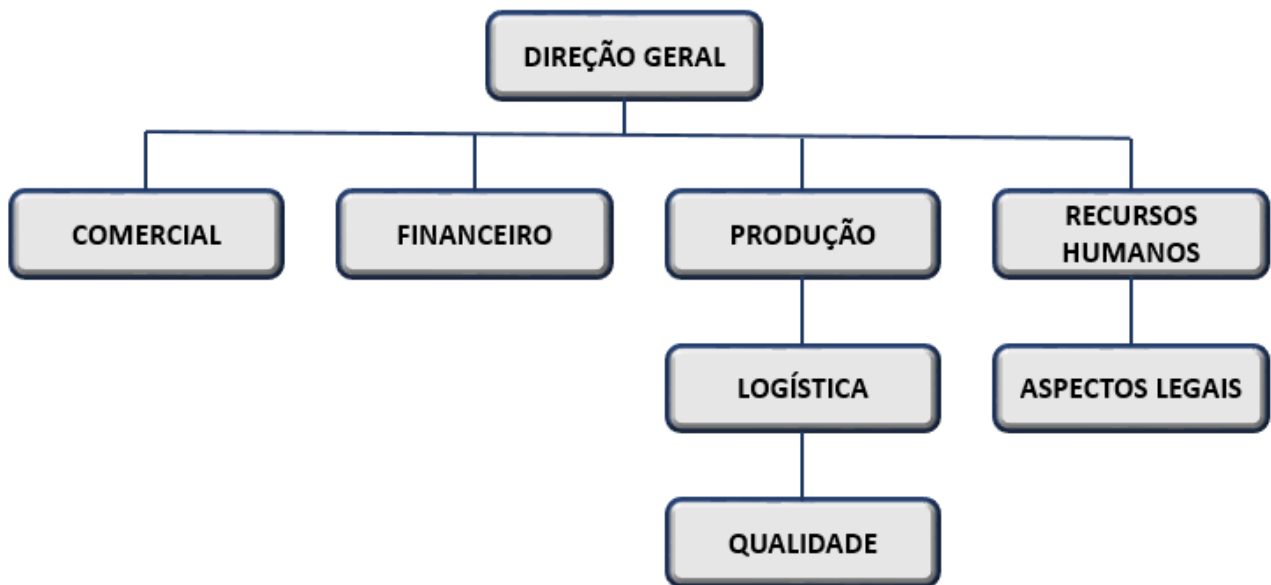 DIREÇÃO GERAL
COMERCIAL
FINANCEIRO
PRODUÇÃO
RECURSOS
HUMANOS
LOGÍSTICA
ASPECTOS LEGAIS
QUALIDADE